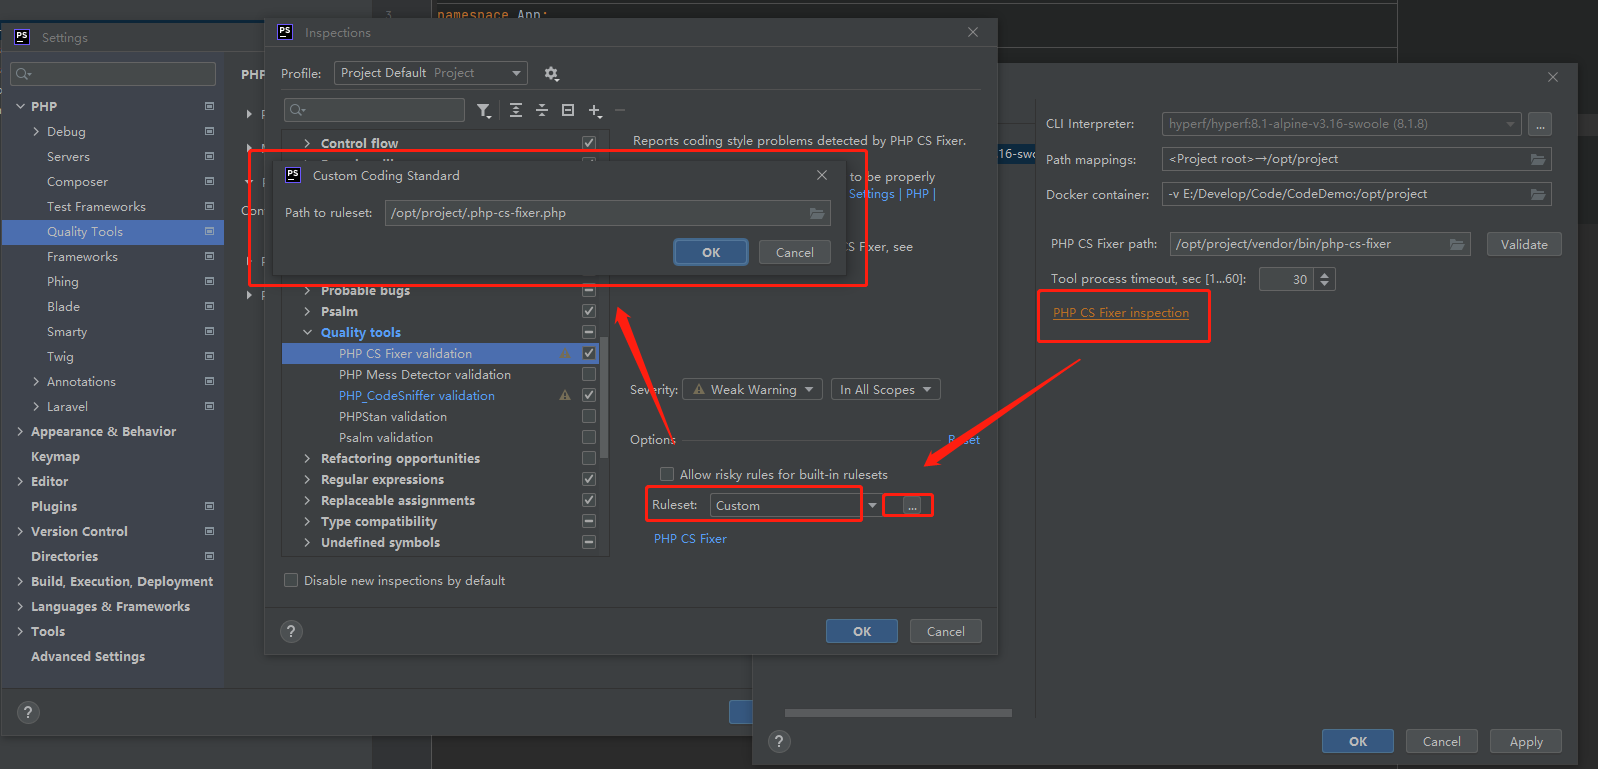 3
namespace App;
PS Settings
PHP
Debug
Servers
Composer
Test Frameworks
Quality Tools
Frameworks
Phing
Blade
Smarty
Twig
Annotations
Laravel
Appearance & Behavior
Keymap
Editor
Plugins
Version Control
Directories
Build, Execution, Deployment
Languages & Frameworks
Tools
Advanced Settings
?
PHP
PS Inspections
Profile: Project Default Project
Control flow
Reports coding style problems detected by PHP CS Fixer.
to be properly
Settings | PHP |
CS Fixer, see
PS Custom Coding Standard
Path to ruleset: /opt/project/.php-cs-fixer.php
OK Cancel
Probable bugs
Psalm
Quality tools
PHP CS Fixer validation
PHP Mess Detector validation
PHP_CodeSniffer validation
PHPStan validation
Psalm validation
Refactoring opportunities
Regular expressions
Replaceable assignments
Type compatibility
Undefined symbols
Severity: Weak Warning In All Scopes
Options Reset
Allow risky rules for built-in rulesets
Ruleset: Custom ...
PHP CS Fixer
Disable new inspections by default
? OK Cancel
16-swo
CLI Interpreter: hyperf/hyperf:8.1-alpine-v3.16-swoole (8.1.8) ...
Path mappings: <Project root>→/opt/project
Docker container: -v E:/Develop/Code/CodeDemo:/opt/project
PHP CS Fixer path: /opt/project/vendor/bin/php-cs-fixer Validate
Tool process timeout, sec [1...60]: 30
PHP CS Fixer inspection
? OK Cancel Apply